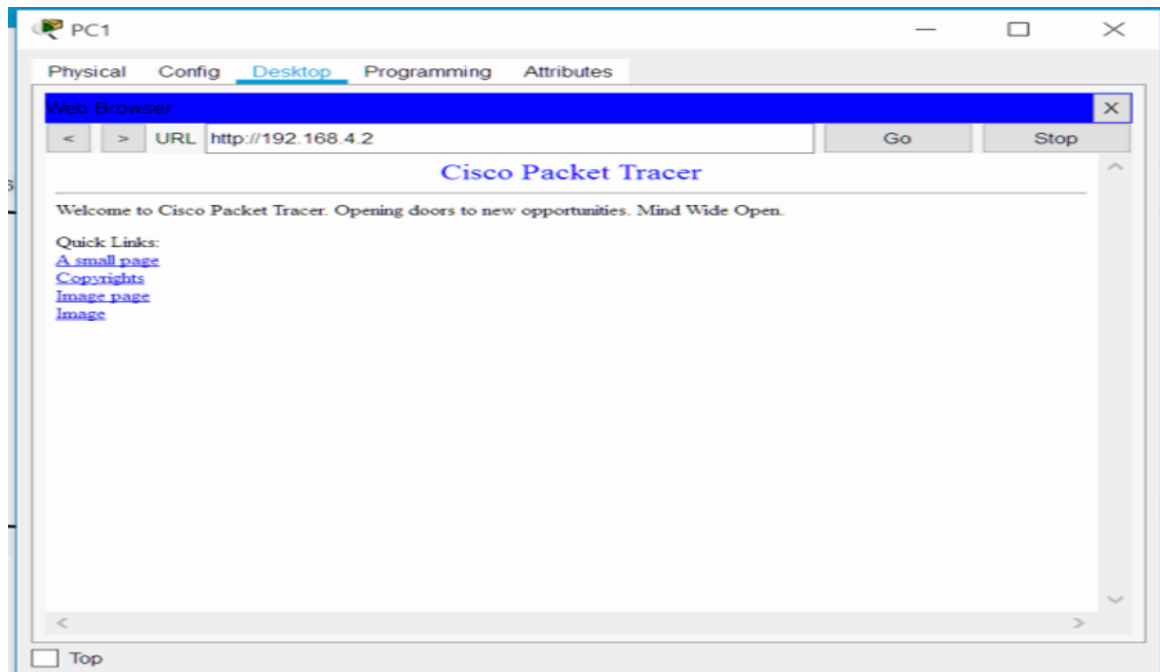 PC1
Physical Config Desktop Programming Attributes
Web Browser
< > URL http://192.168.4.2 Go Stop
Cisco Packet Tracer
Welcome to Cisco Packet Tracer. Opening doors to new opportunities. Mind Wide Open.
Quick Links:
A small page
Copyrights
Image page
Image
Top